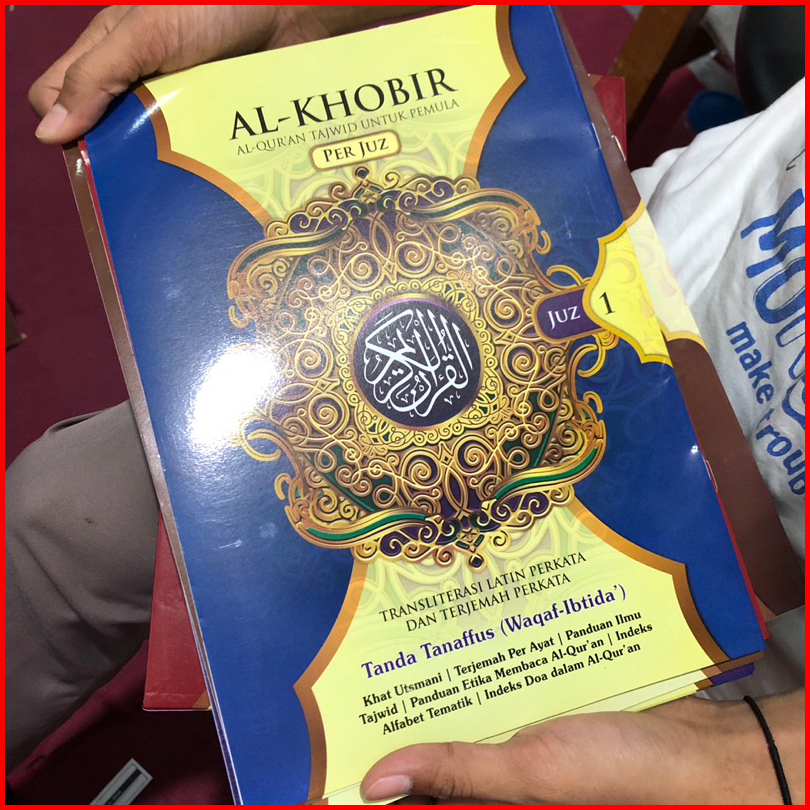 AL-KHOBIR
AL-QUR'AN TAJWID UNTUK PEMULA
PER JUZ
JUZ 1
القرآن الكريم
TRANSLITERASI LATIN PERKATA
DAN TERJEMAH PERKATA
Tanda Tanaffus (Waqaf-Ibtida')
Khat Utsmani | Terjemah Per Ayat | Panduan Ilmu
Tajwid | Panduan Etika Membaca Al-Qur'an | Indeks
Alfabet Tematik | Indeks Doa dalam Al-Qur'an
make